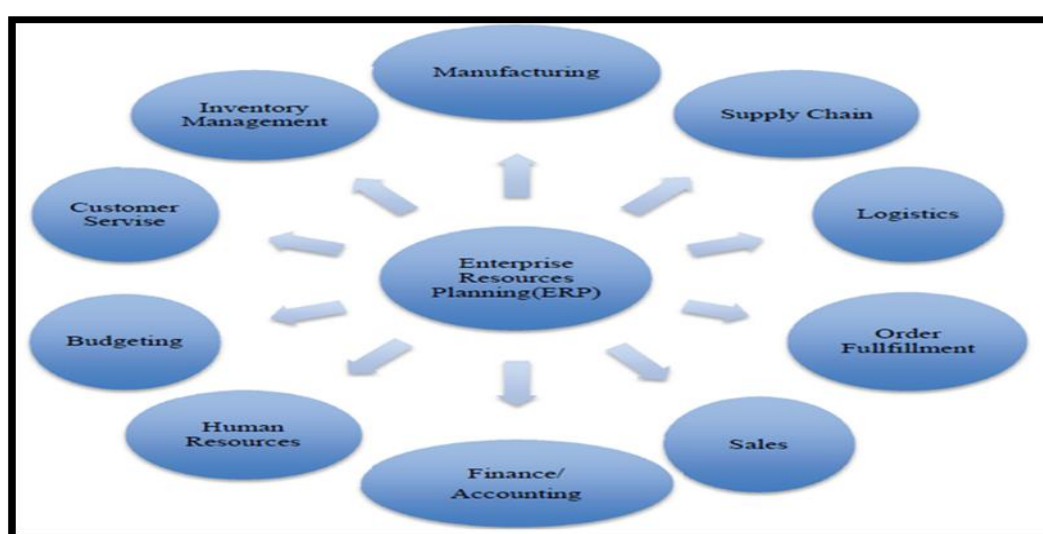 Manufacturing
Supply Chain
Logistics
Order
Fullfillment
Sales
Finance/
Accounting
Human
Resources
Budgeting
Customer
Servise
Inventory
Management
Enterprise
Resources
Planning(ERP)